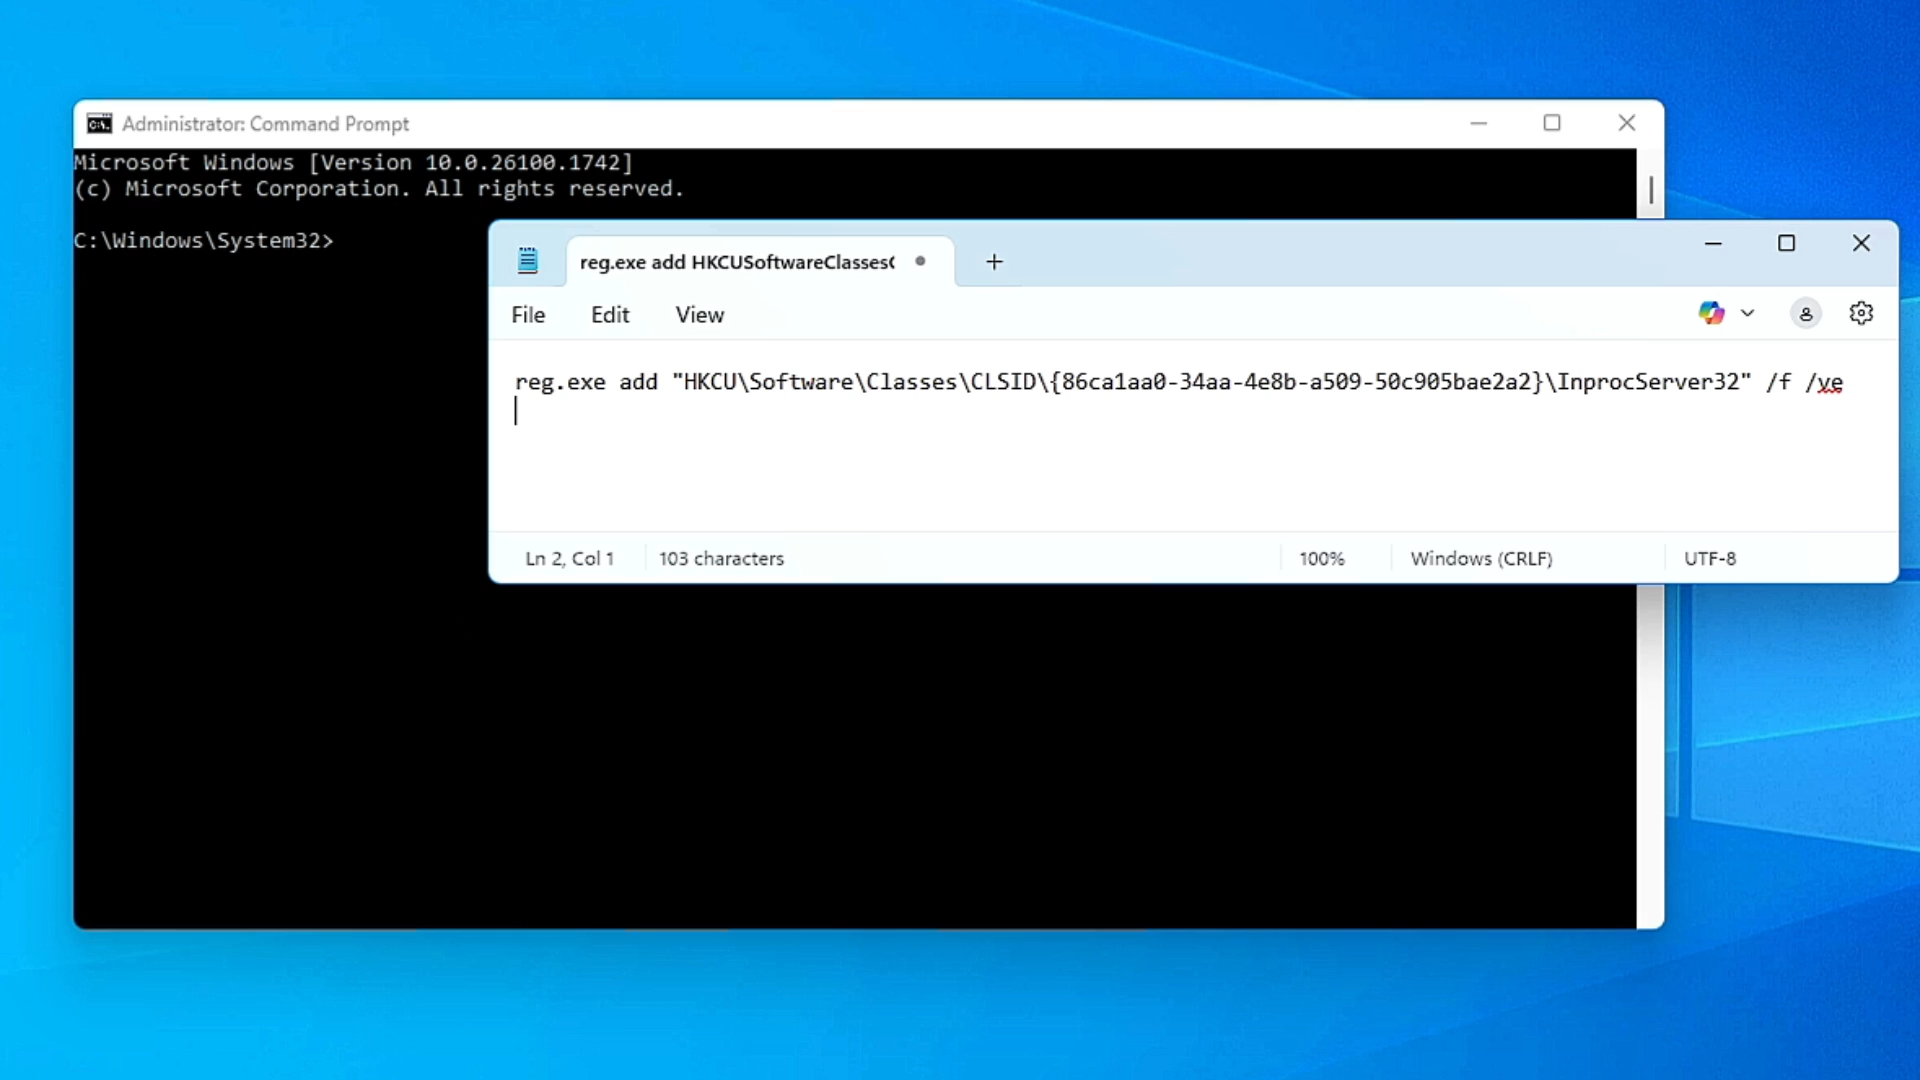 Administrator: Command Prompt
Microsoft Windows [Version 10.0.26100.1742]
(c) Microsoft Corporation. All rights reserved.
C:\Windows\System32>
reg.exe add HKCUSoftwareClasses
File Edit View
reg.exe add "HKCU\Software\Classes\CLSID\{86ca1aa0-34aa-4e8b-a509-50c905bae2a2}\InprocServer32" /f /ve
Ln 2, Col 1 103 characters 100% Windows (CRLF) UTF-8